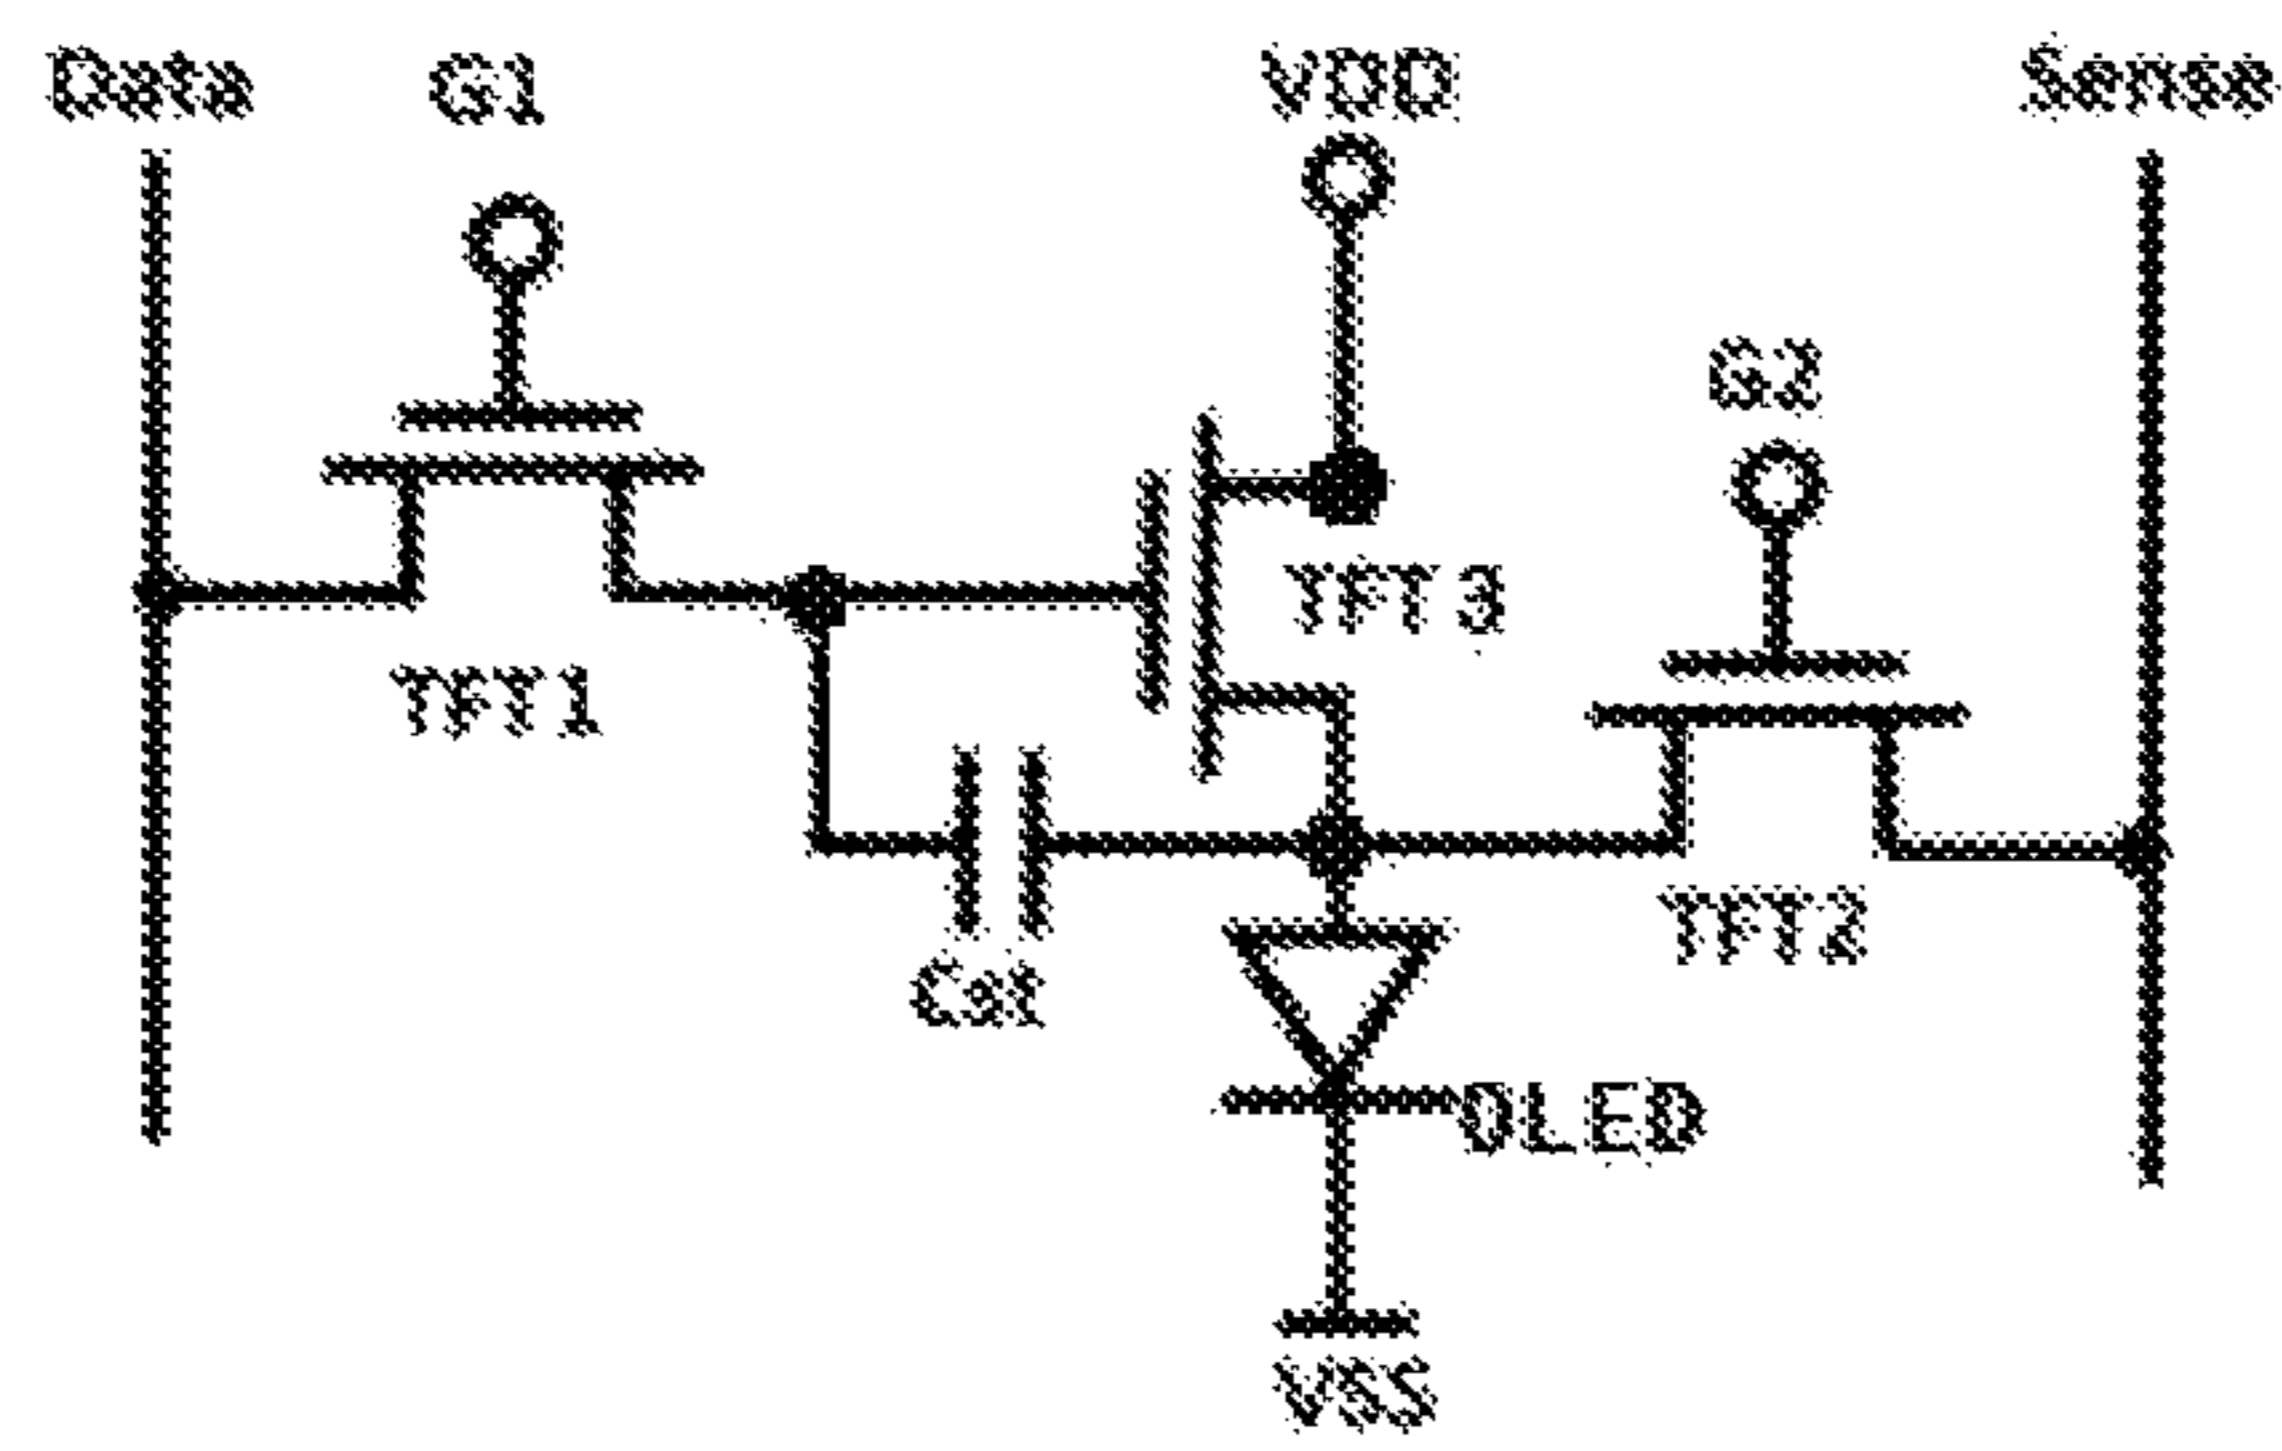 Data G1 VDD Sense
G2
TFT3
TFT1
TFT2
Cst
OLED
VSS